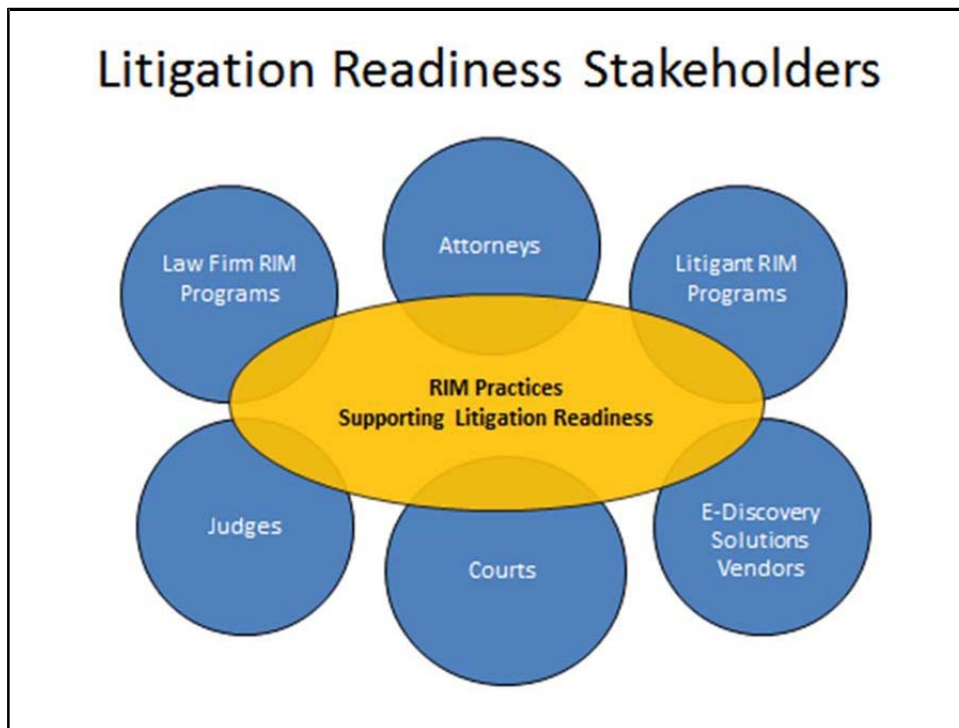 Litigation Readiness Stakeholders
Law Firm RIM
Programs
Attorneys
Litigant RIM
Programs
RIM Practices
Supporting Litigation Readiness
Judges
Courts
E-Discovery
Solutions
Vendors